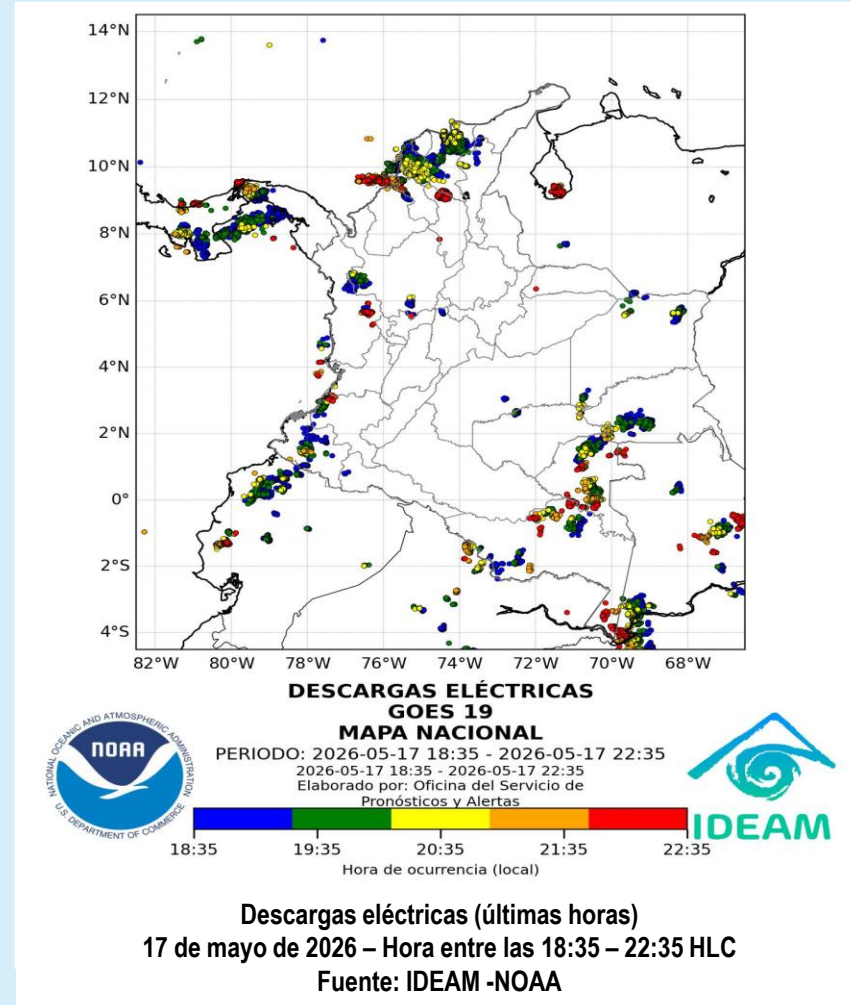 14°N
12°N
10°N
8°N
6°N
4°N
2°N
0°
2°S
4°S
82°W 80°W 78°W 76°W 74°W 72°W 70°W 68°W
DESCARGAS ELÉCTRICAS
GOES 19
MAPA NACIONAL
PERIODO: 2026-05-17 18:35 - 2026-05-17 22:35
2026-05-17 18:35 - 2026-05-17 22:35
Elaborado por: Oficina del Servicio de
Pronósticos y Alertas
NATIONAL OCEANIC AND ATMOSPHERIC ADMINISTRATION
NOAA
U.S. DEPARTMENT OF COMMERCE
IDEAM
18:35 19:35 20:35 21:35 22:35
Hora de ocurrencia (local)
Descargas eléctricas (últimas horas)
17 de mayo de 2026 – Hora entre las 18:35 – 22:35 HLC
Fuente: IDEAM -NOAA